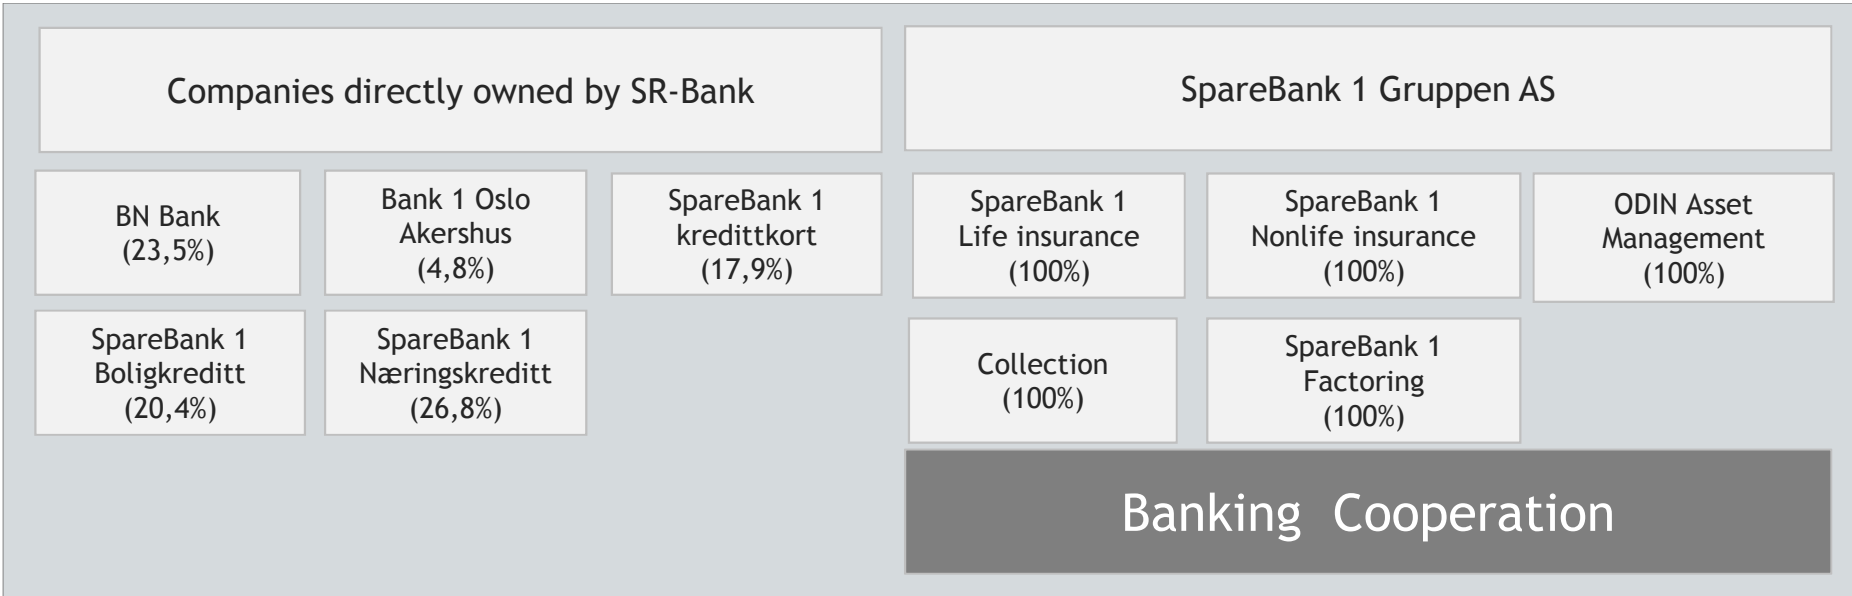 Companies directly owned by SR-Bank
BN Bank
(23,5%)
Bank 1 Oslo
Akershus
(4,8%)
SpareBank 1
kredittkort
(17,9%)
SpareBank 1
Boligkreditt
(20,4%)
SpareBank 1
Næringskreditt
(26,8%)
SpareBank 1 Gruppen AS
SpareBank 1
Life insurance
(100%)
SpareBank 1
Nonlife insurance
(100%)
ODIN Asset
Management
(100%)
Collection
(100%)
SpareBank 1
Factoring
(100%)
Banking Cooperation